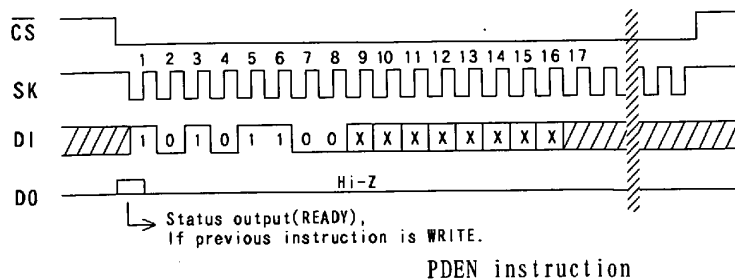 CS
1 2 3 4 5 6 7 8 9 10 11 12 13 14 15 16 17
SK
DI 1 0 1 0 1 1 0 0 X X X X X X X X
DO Hi-Z
Status output(READY),
If previous instruction is WRITE.
PDEN instruction